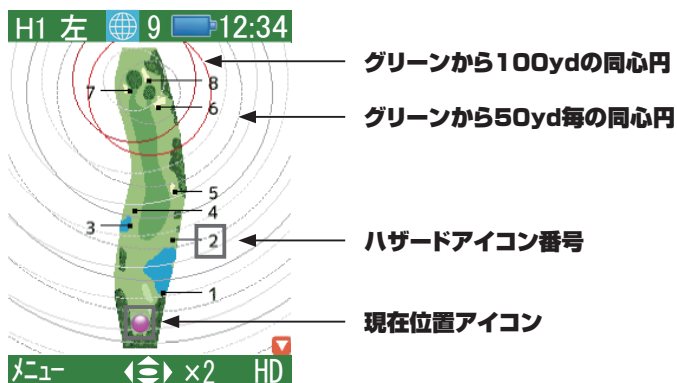 H1 左 9 12:34
グリーンから100ydの同心円
8
7
6
グリーンから50yd毎の同心円
5
4
3
2
ハザードアイコン番号
1
現在位置アイコン
メニュー ×2 HD